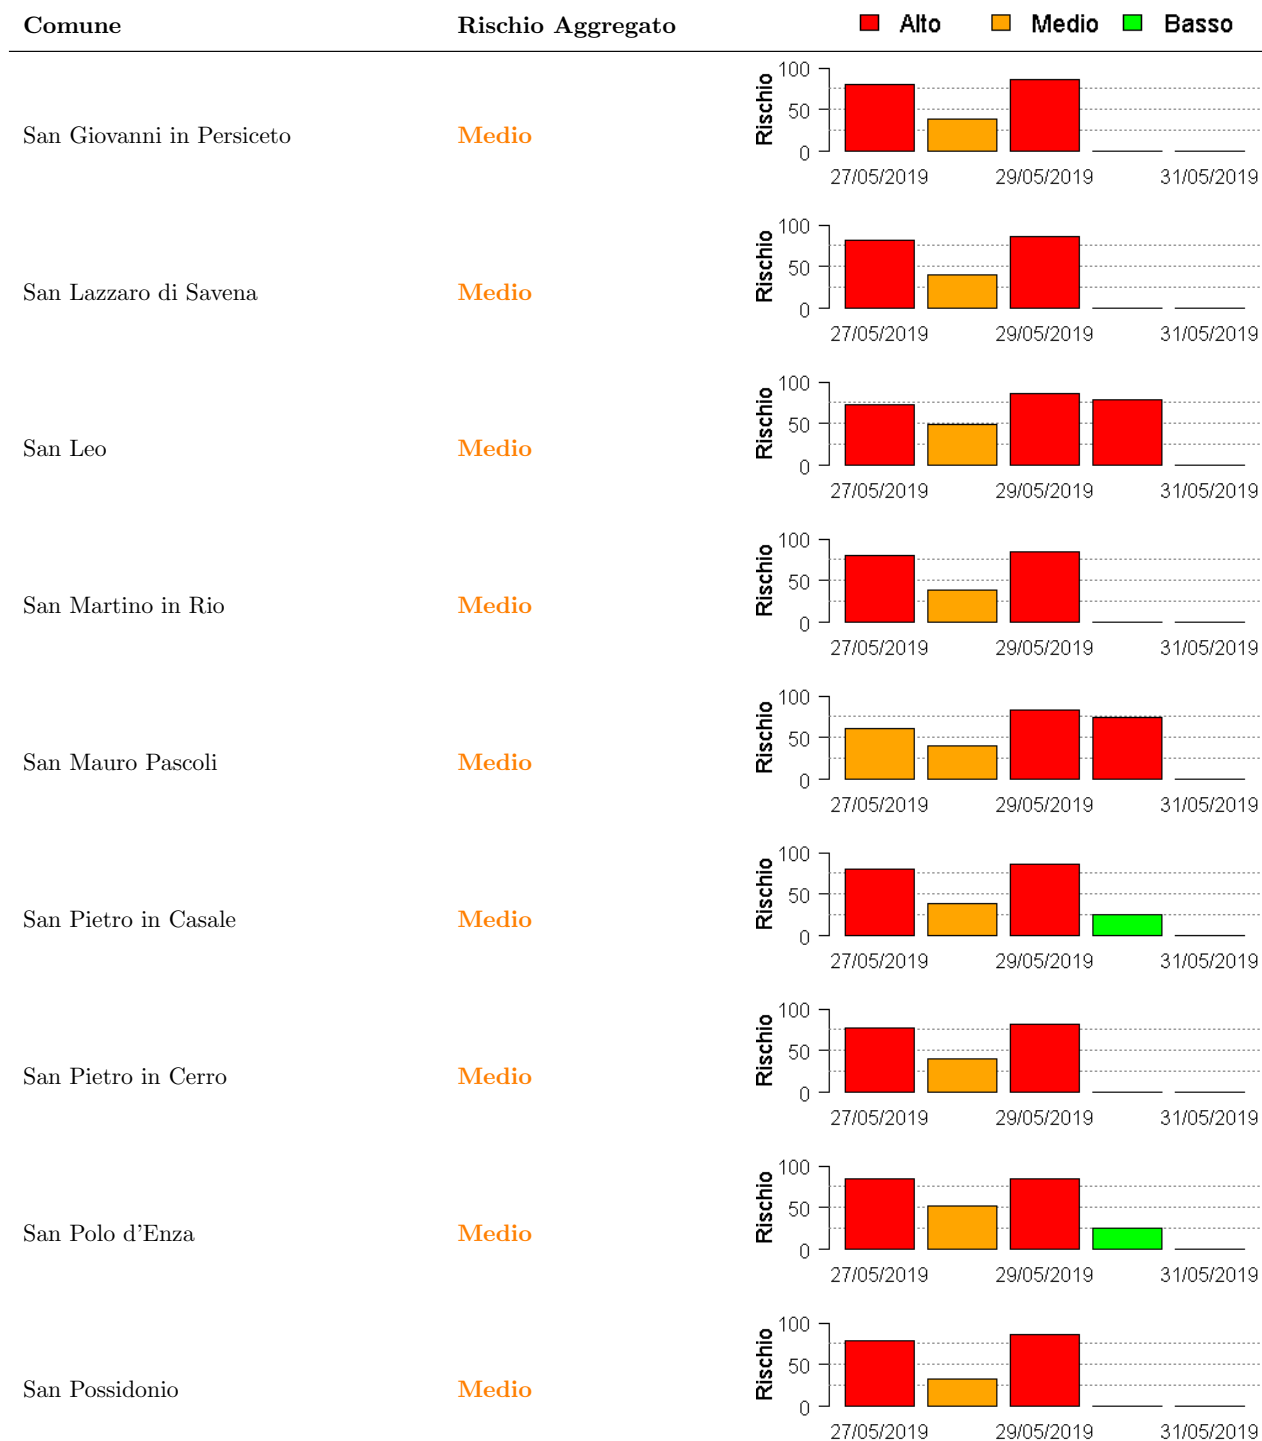 Comune Rischio Aggregato Alto Medio Basso
San Giovanni in Persiceto Medio Rischio 100 50 0
27/05/2019 29/05/2019 31/05/2019
San Lazzaro di Savena Medio Rischio 100 50 0
27/05/2019 29/05/2019 31/05/2019
San Leo Medio Rischio 100 50 0
27/05/2019 29/05/2019 31/05/2019
San Martino in Rio Medio Rischio 100 50 0
27/05/2019 29/05/2019 31/05/2019
San Mauro Pascoli Medio Rischio 100 50 0
27/05/2019 29/05/2019 31/05/2019
San Pietro in Casale Medio Rischio 100 50 0
27/05/2019 29/05/2019 31/05/2019
San Pietro in Cerro Medio Rischio 100 50 0
27/05/2019 29/05/2019 31/05/2019
San Polo d'Enza Medio Rischio 100 50 0
27/05/2019 29/05/2019 31/05/2019
San Possidonio Medio Rischio 100 50 0
27/05/2019 29/05/2019 31/05/2019